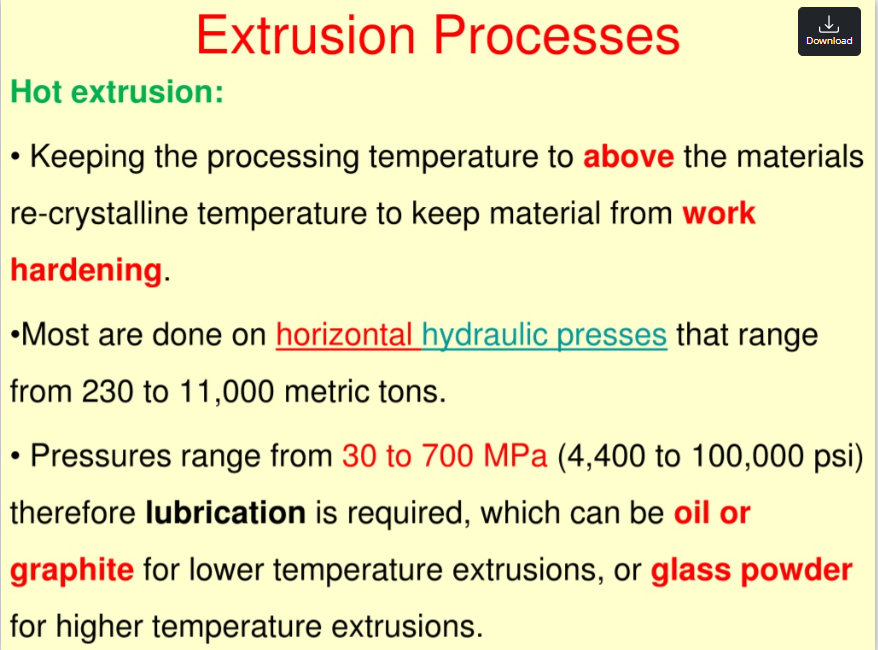 Extrusion Processes
Download
Hot extrusion:
• Keeping the processing temperature to above the materials
re-crystalline temperature to keep material from work
hardening.
•Most are done on horizontal hydraulic presses that range
from 230 to 11,000 metric tons.
• Pressures range from 30 to 700 MPa (4,400 to 100,000 psi)
therefore lubrication is required, which can be oil or
graphite for lower temperature extrusions, or glass powder
for higher temperature extrusions.